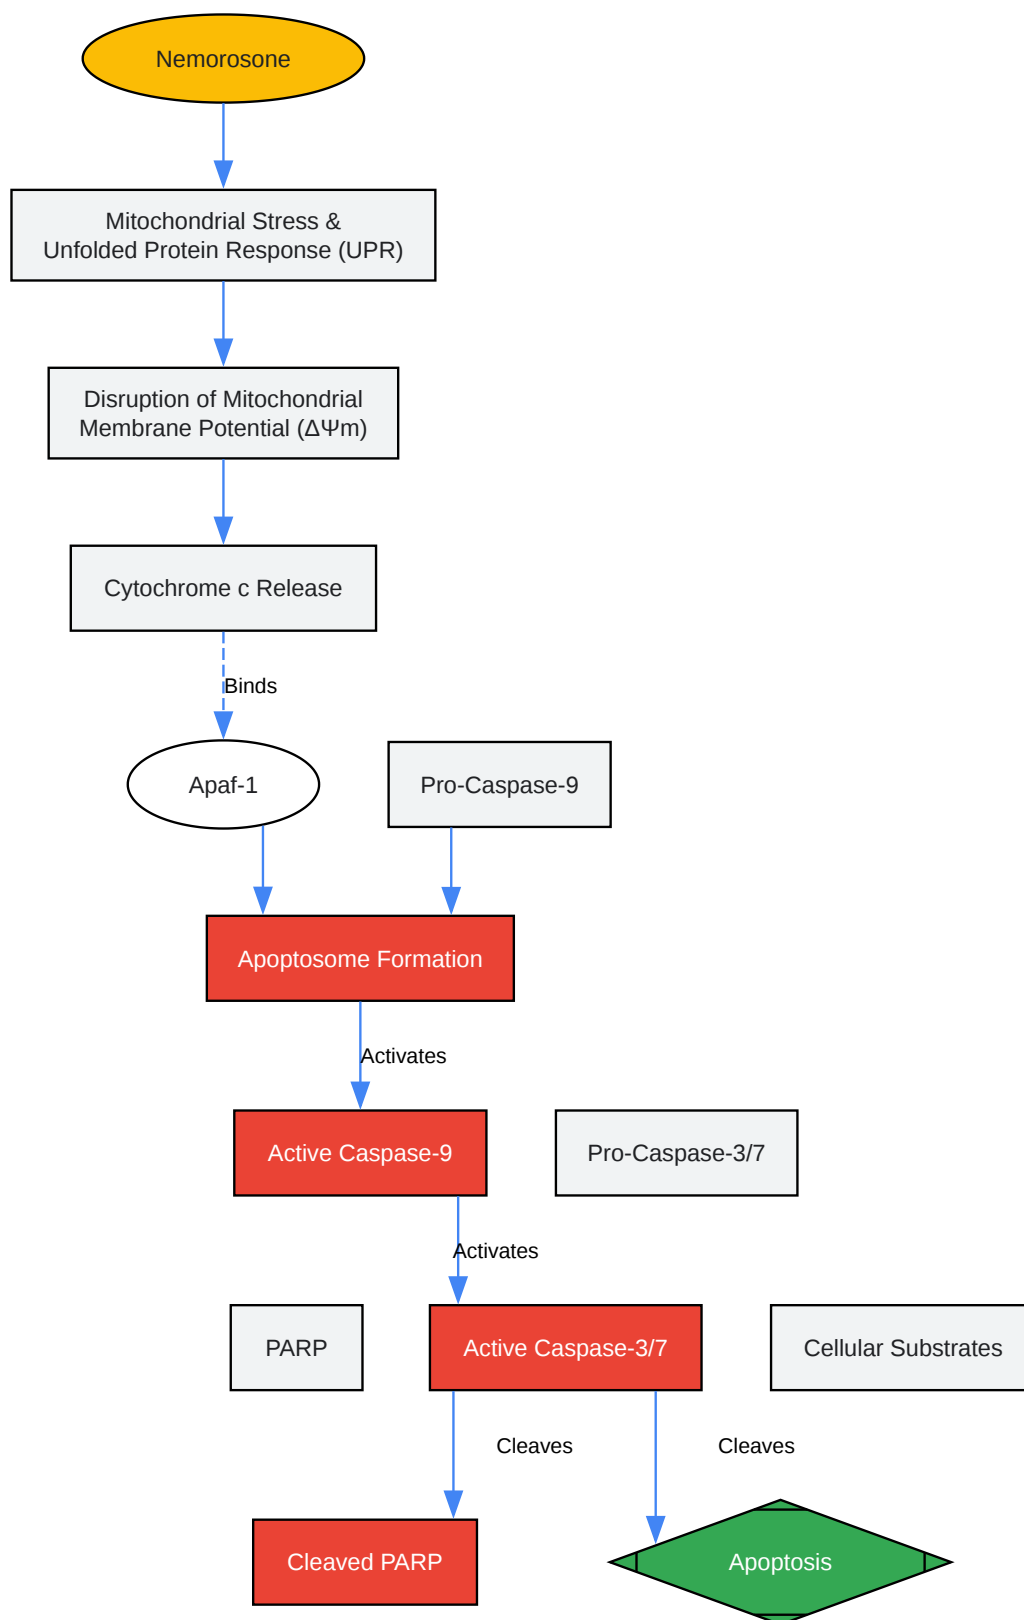 Nemorosone
Mitochondrial Stress &
Unfolded Protein Response (UPR)
Disruption of Mitochondrial
Membrane Potential (ΔΨm)
Cytochrome c Release
Binds
Apaf-1
Pro-Caspase-9
Apoptosome Formation
Activates
Active Caspase-9
Pro-Caspase-3/7
Activates
PARP
Active Caspase-3/7
Cellular Substrates
Cleaves
Cleaves
Cleaved PARP
Apoptosis